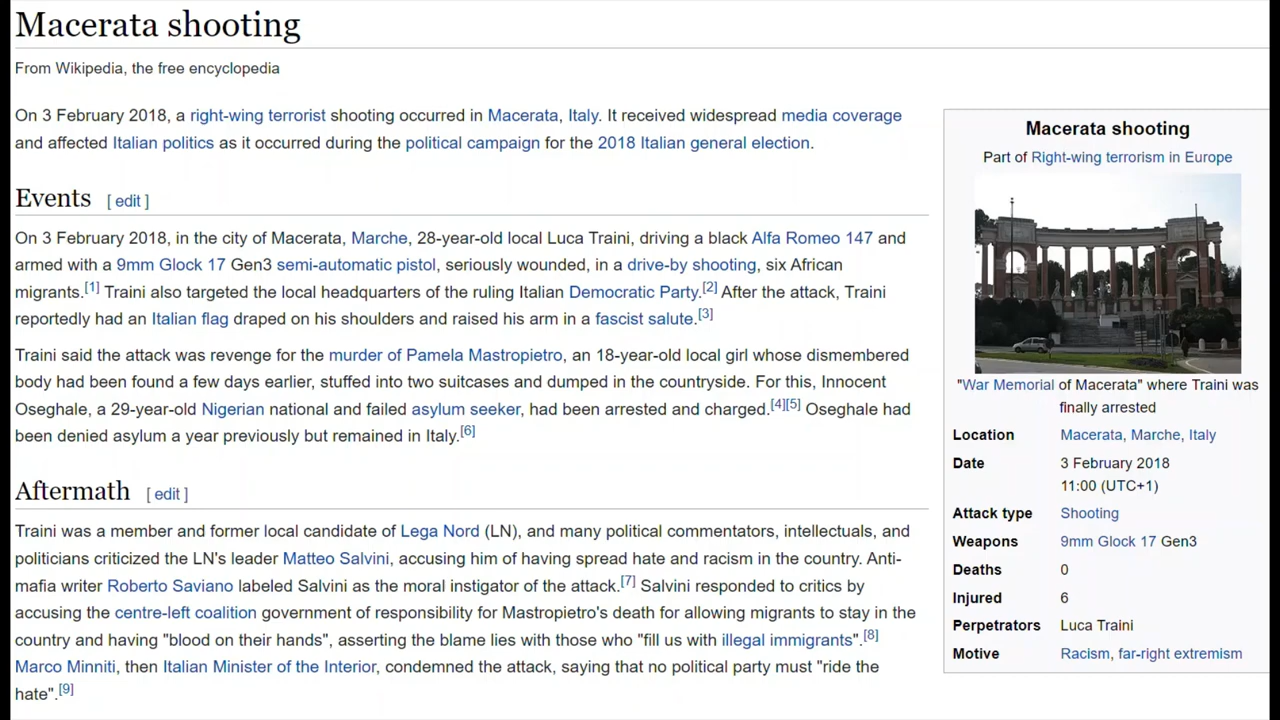 Macerata shooting
From Wikipedia, the free encyclopedia
On 3 February 2018, a right-wing terrorist shooting occurred in Macerata, Italy. It received widespread media coverage
and affected Italian politics as it occurred during the political campaign for the 2018 Italian general election.
Events [ edit ]
On 3 February 2018, in the city of Macerata, Marche, 28-year-old local Luca Traini, driving a black Alfa Romeo 147 and
armed with a 9mm Glock 17 Gen3 semi-automatic pistol, seriously wounded, in a drive-by shooting, six African
migrants.[1] Traini also targeted the local headquarters of the ruling Italian Democratic Party.[2] After the attack, Traini
reportedly had an Italian flag draped on his shoulders and raised his arm in a fascist salute.[3]
Traini said the attack was revenge for the murder of Pamela Mastropietro, an 18-year-old local girl whose dismembered
body had been found a few days earlier, stuffed into two suitcases and dumped in the countryside. For this, Innocent
Oseghale, a 29-year-old Nigerian national and failed asylum seeker, had been arrested and charged.[4][5] Oseghale had
been denied asylum a year previously but remained in Italy.[6]
Aftermath [ edit ]
Traini was a member and former local candidate of Lega Nord (LN), and many political commentators, intellectuals, and
politicians criticized the LN's leader Matteo Salvini, accusing him of having spread hate and racism in the country. Anti-
mafia writer Roberto Saviano labeled Salvini as the moral instigator of the attack.[7] Salvini responded to critics by
accusing the centre-left coalition government of responsibility for Mastropietro's death for allowing migrants to stay in the
country and having "blood on their hands", asserting the blame lies with those who "fill us with illegal immigrants".[8]
Marco Minniti, then Italian Minister of the Interior, condemned the attack, saying that no political party must "ride the
hate".[9]
Macerata shooting
Part of Right-wing terrorism in Europe
"War Memorial of Macerata" where Traini was
finally arrested
Location Macerata, Marche, Italy
Date 3 February 2018
11:00 (UTC+1)
Attack type Shooting
Weapons 9mm Glock 17 Gen3
Deaths 0
Injured 6
Perpetrators Luca Traini
Motive Racism, far-right extremism